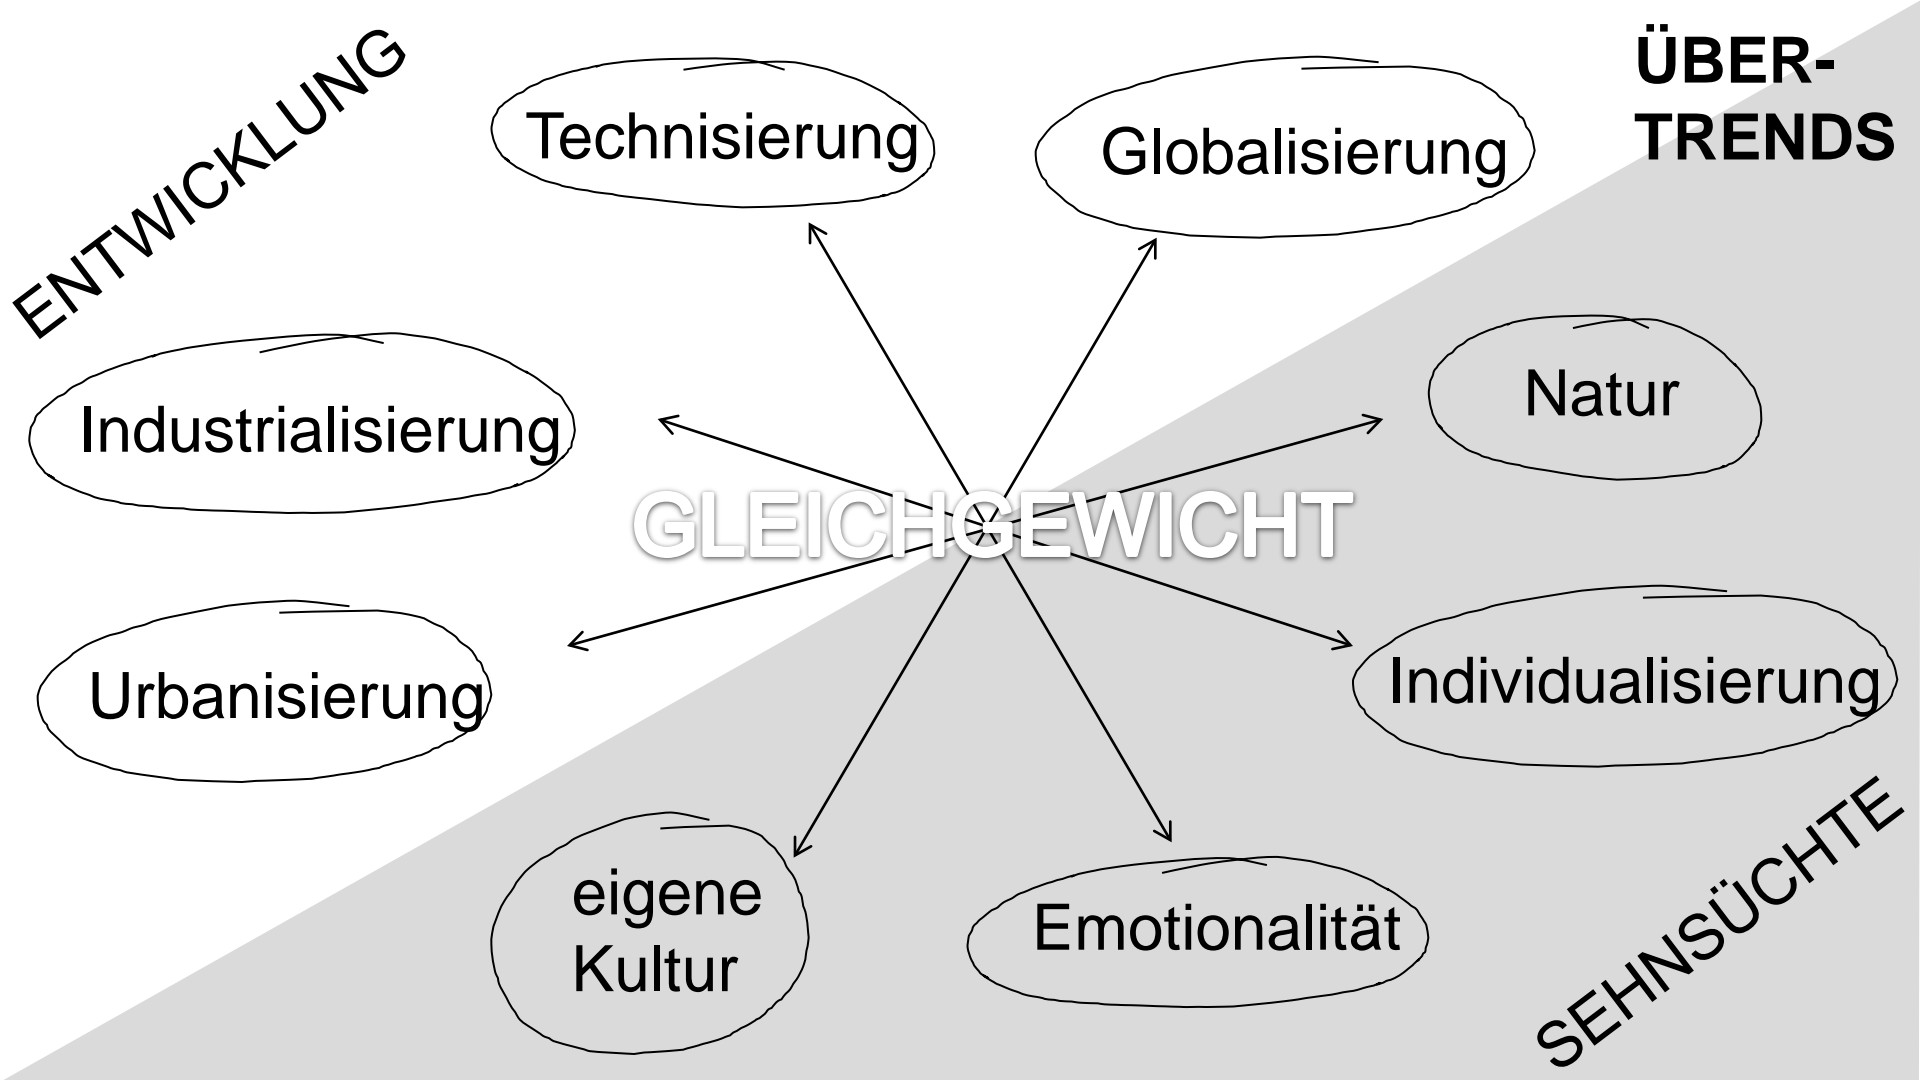 ENTWICKLUNG
ÜBER-
TRENDS
Technisierung
Globalisierung
Industrialisierung
Natur
GLEICHGEWICHT
Urbanisierung
Individualisierung
eigene
Kultur
Emotionalität
SEHNSÜCHTE